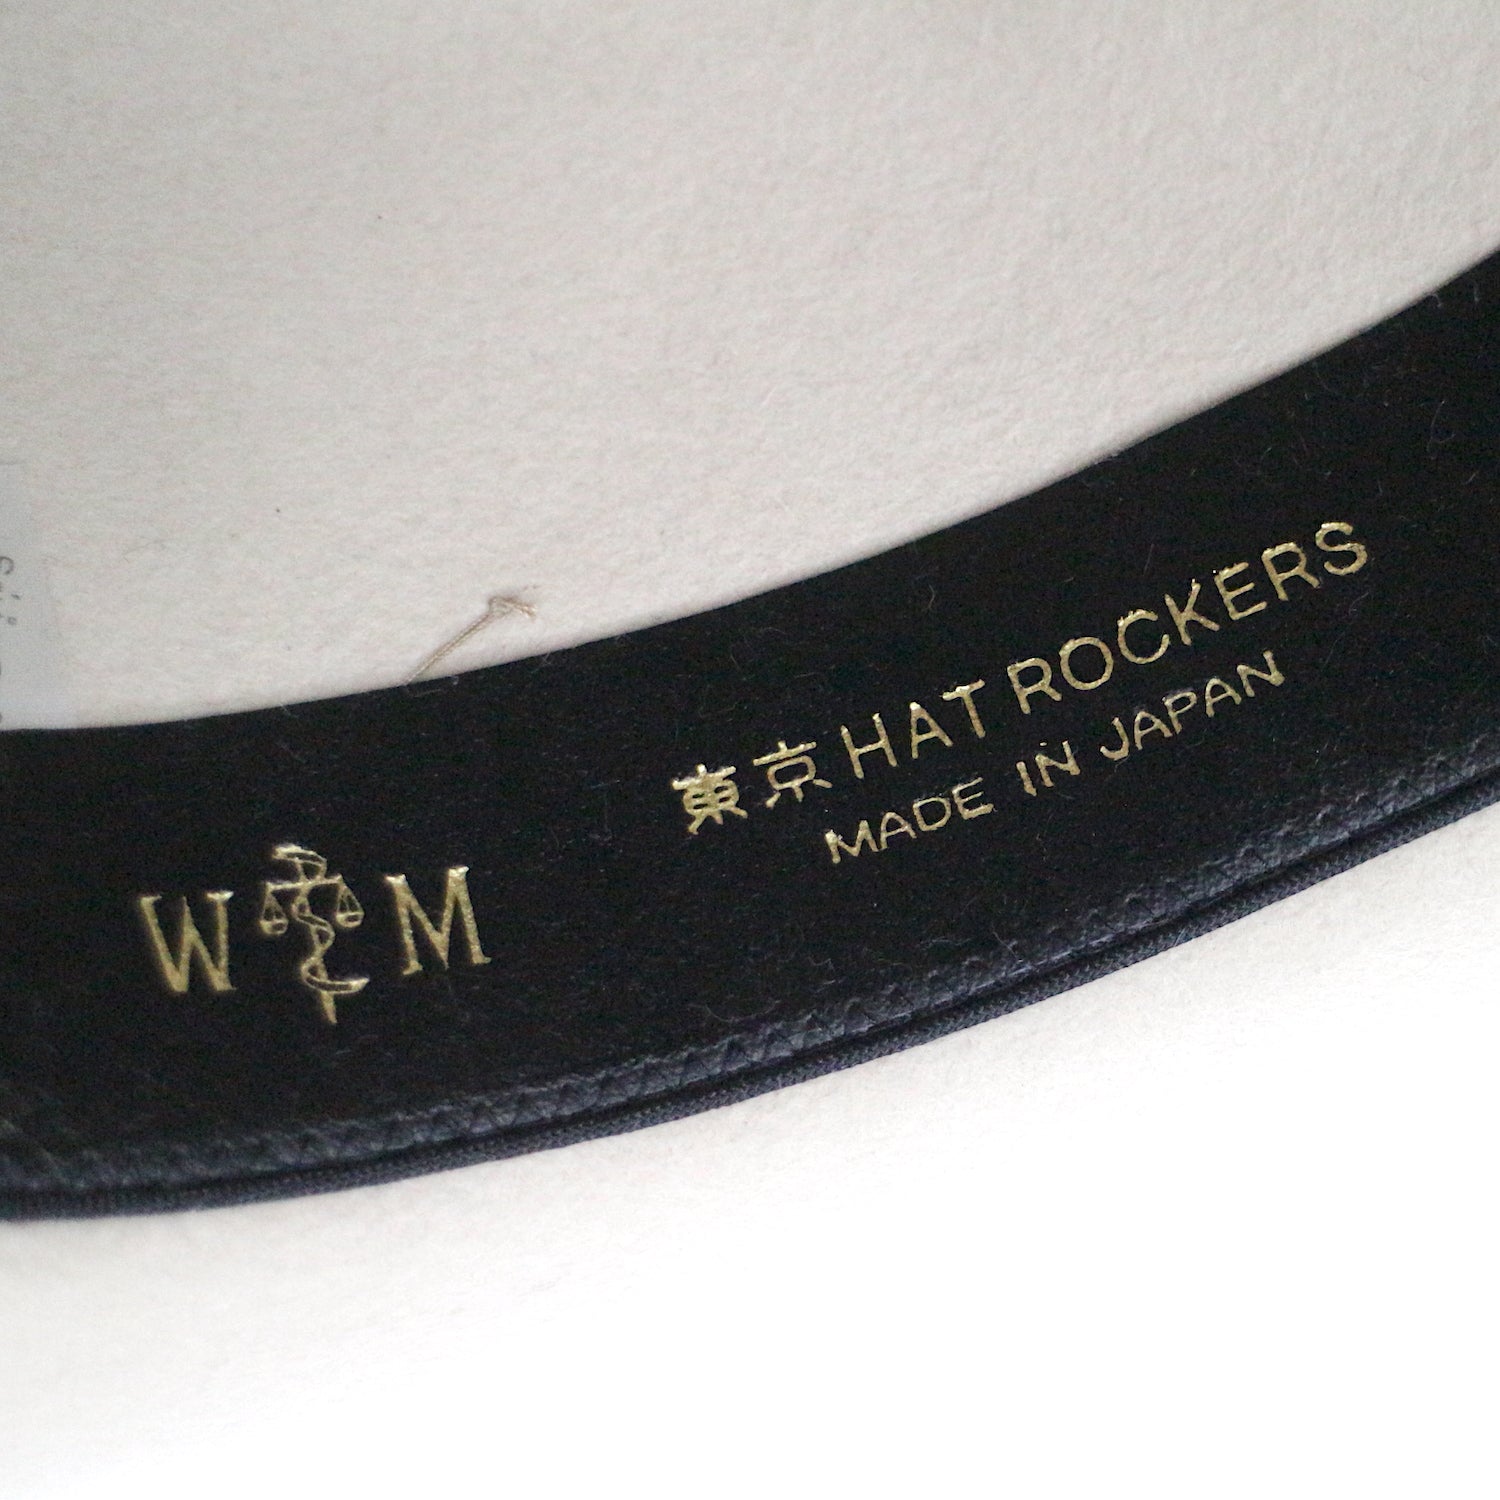 W M
東京 HAT ROCKERS
MADE IN JAPAN